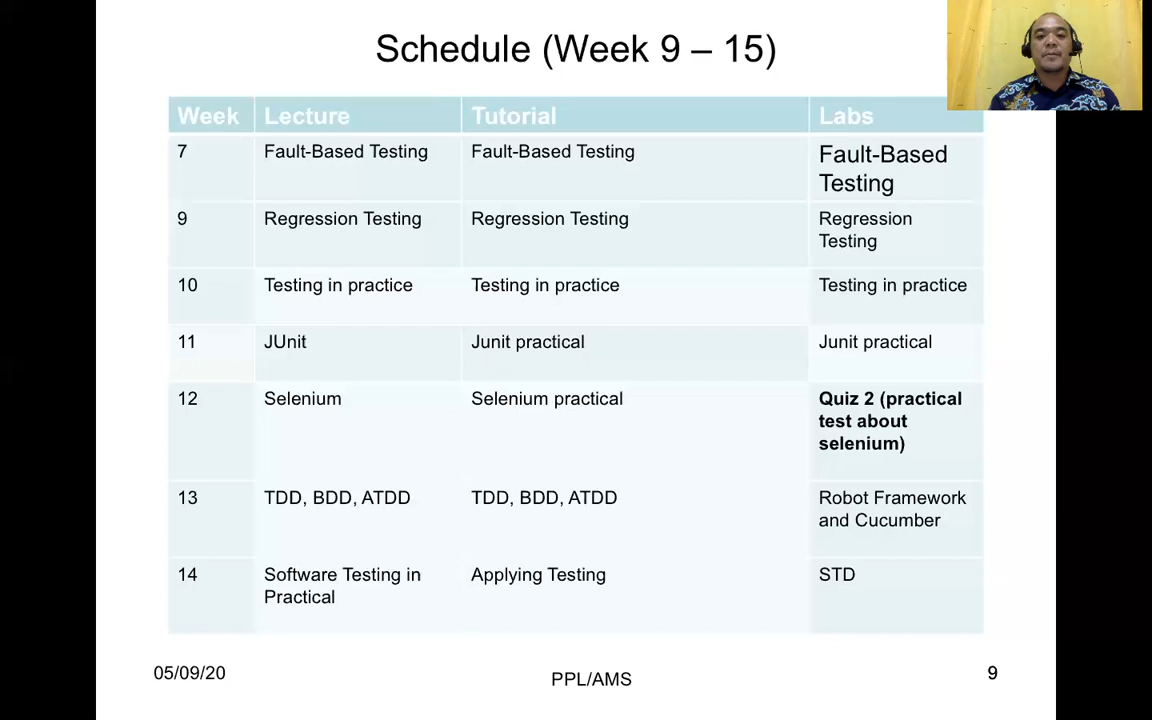 Schedule (Week 9 – 15)
Week Lecture Tutorial Labs
7 Fault-Based Testing Fault-Based Testing Fault-Based
Testing
9 Regression Testing Regression Testing Regression
Testing
10 Testing in practice Testing in practice Testing in practice
11 JUnit Junit practical Junit practical
12 Selenium Selenium practical Quiz 2 (practical
test about
selenium)
13 TDD, BDD, ATDD TDD, BDD, ATDD Robot Framework
and Cucumber
14 Software Testing in Applying Testing STD
Practical
05/09/20 PPL/AMS 9